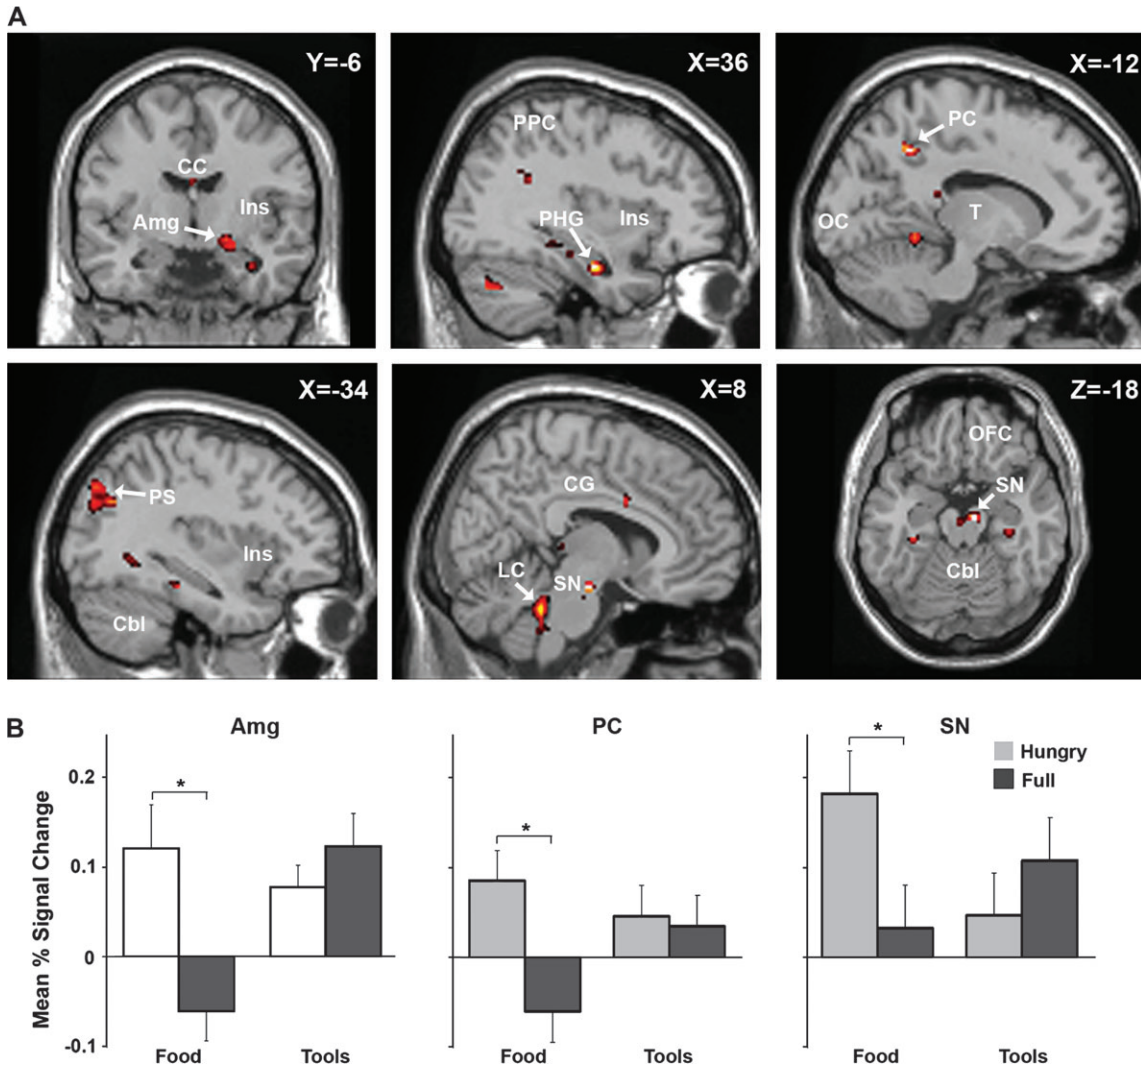 A
Y=-6
CC
Ins
Amg
X=36
PPC
PHG
Ins
X=-12
PC
OC
T
X=-34
PS
Ins
Cbl
X=8
CG
LC
SN
Z=-18
OFC
SN
Cbl
B
Amg
PC
SN
Mean % Signal Change
0.2
0.1
0
-0.1
*
*
*
Hungry
Full
Food
Tools
Food
Tools
Food
Tools